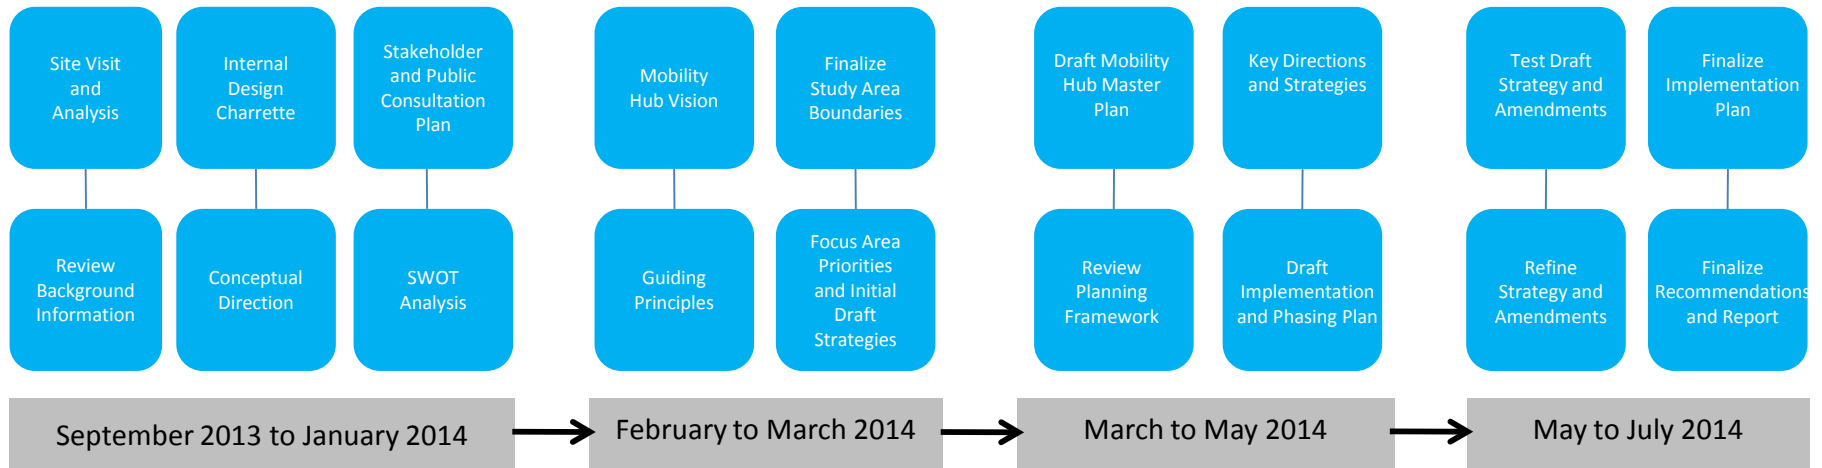 Site Visit
and
Analysis
Internal
Design
Charrette
Stakeholder
and Public
Consultation
Plan
Review
Background
Information
Conceptual
Direction
SWOT
Analysis
September 2013 to January 2014
Mobility
Hub Vision
Finalize
Study Area
Boundaries
Guiding
Principles
Focus Area
Priorities
and Initial
Draft
Strategies
February to March 2014
Draft Mobility
Hub Master
Plan
Key Directions
and Strategies
Review
Planning
Framework
Draft
Implementation
and Phasing Plan
March to May 2014
Test Draft
Strategy and
Amendments
Finalize
Implementation
Plan
Refine
Strategy and
Amendments
Finalize
Recommendations
and Report
May to July 2014